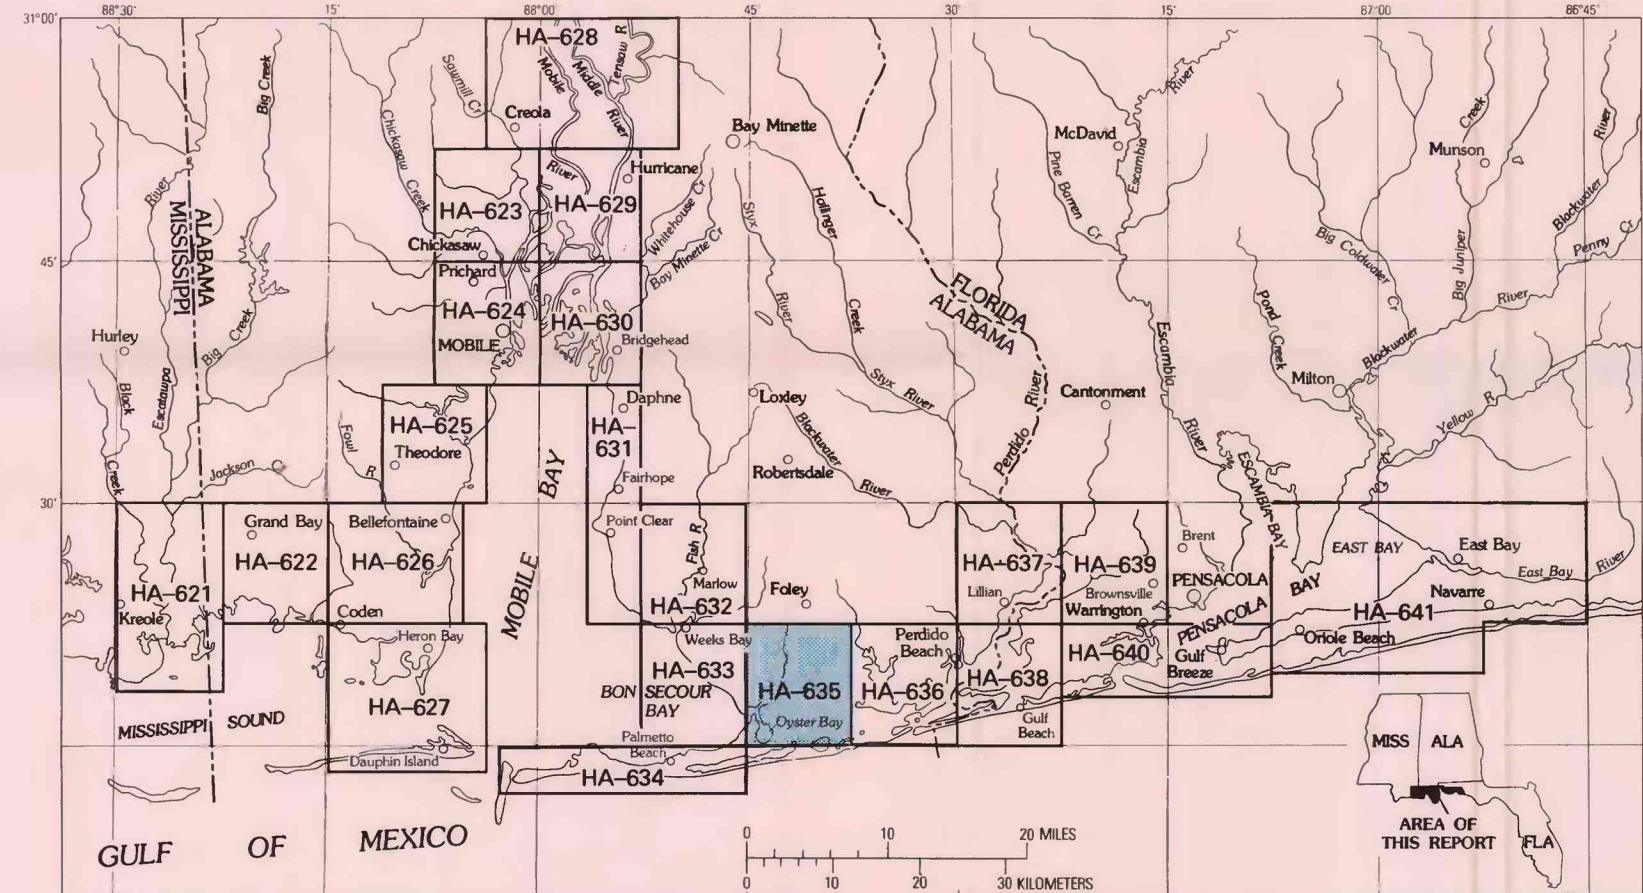 88°30'
15'
88°00'
45'
30'
15'
87°00'
86°45'
31°00'
HA–628
Sawmill Cr
Mobile
Middle
River
Tensaw R
Creola
River
Big Creek
Chickasaw Creek
Bay Minette
McDavid
Escambia
River
Pine Barren
Cr
Munson
Creek
River
River
Hurricane
HA–623
HA–629
Whitehouse Cr
Bay Minette Cr
Styx
River
Hollinger
Creek
Big Coldwater
Cr
Big Juniper
Blackwater
Penny Cr
MISSISSIPPI
ALABAMA
Chickasaw
45'
Prichard
HA–624
HA–630
MOBILE
Bridgehead
FLORIDA
ALABAMA
River
Pond
Creek
Blackwater
Hurley
Big
Creek
Black
Creek
Escatawpa
Styx
River
Perdido
River
Escambia
River
Cantonment
Milton
Yellow R
HA–625
Theodore
Fowl
R
Daphne
HA–
631
Fairhope
Loxley
Blackwater
River
Robertsdale
Jackson
C
BAY
ESCAMBIA BAY
30'
Grand Bay
HA–622
Bellefontaine
HA–626
Point Clear
Fish R
Marlow
HA–632
Foley
HA–637
Lillian
HA–639
Brownsville
Warrington
Brent
PENSACOLA
EAST BAY
East Bay
East Bay
River
Navarre
HA–641
HA–621
Kreole
Coden
MOBILE
PENSACOLA
BAY
Oriole Beach
Heron Bay
Weeks Bay
HA–633
BON SECOUR
BAY
HA–635
Oyster Bay
Perdido
Beach
HA–636
HA–638
HA–640
Gulf
Breeze
HA–627
MISSISSIPPI SOUND
Dauphin Island
Palmetto
Beach
HA–634
Gulf
Beach
GULF OF MEXICO
0 10 20 MILES
0 10 20 30 KILOMETERS
MISS
ALA
AREA OF
THIS REPORT
FLA